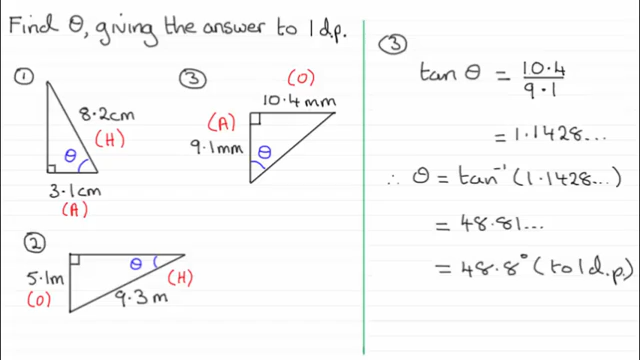 Find θ, giving the answer to 1 d.p.
①
8.2cm
(H)
θ
3.1cm
(A)
③
(O)
10.4mm
(A)
9.1mm
θ
②
θ
5.1m
(O)
(H)
9.3m
③
tan θ = 10.4/9.1
= 1.1428...
∴ θ = tan⁻¹(1.1428...)
= 48.81...
= 48.8° (to 1 d.p.)